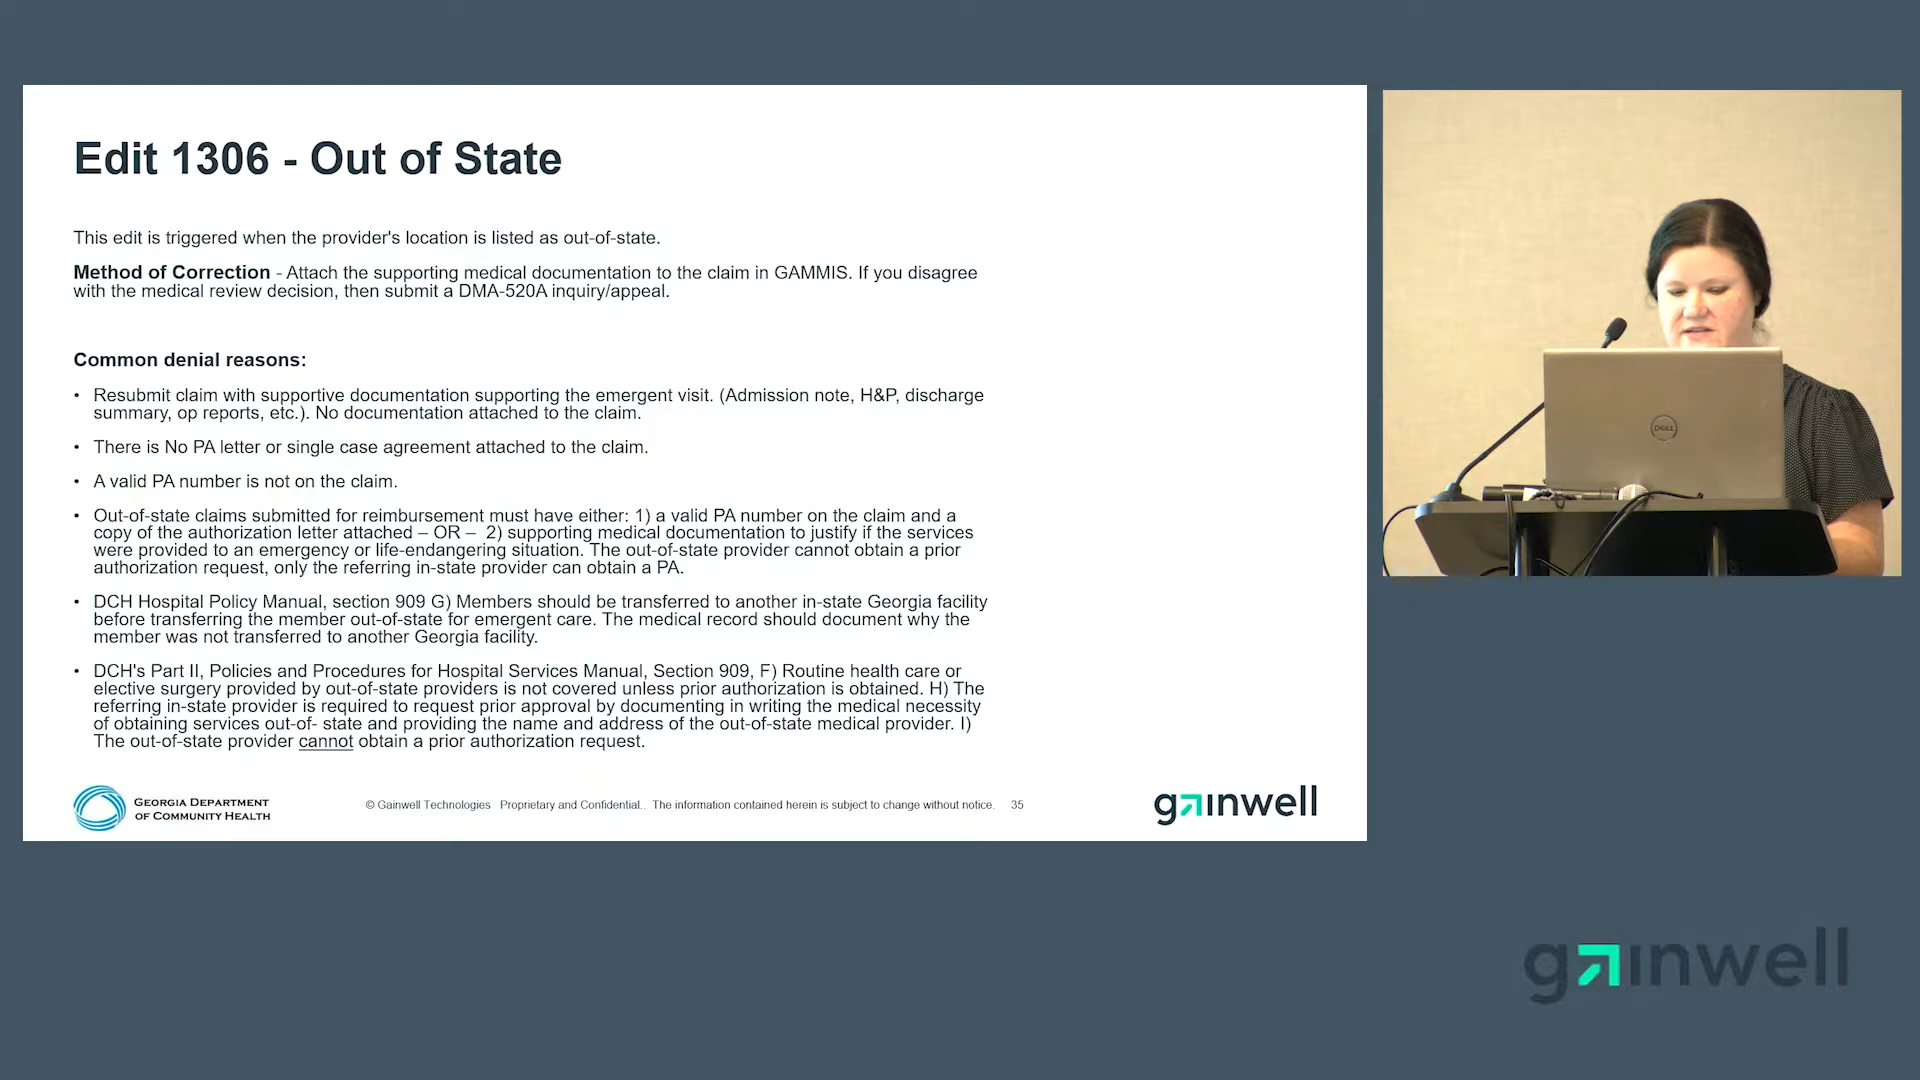 Edit 1306 - Out of State
This edit is triggered when the provider's location is listed as out-of-state.
Method of Correction - Attach the supporting medical documentation to the claim in GAMMIS. If you disagree
with the medical review decision, then submit a DMA-520A inquiry/appeal.
Common denial reasons:
• Resubmit claim with supportive documentation supporting the emergent visit. (Admission note, H&P, discharge
summary, op reports, etc.). No documentation attached to the claim.
• There is No PA letter or single case agreement attached to the claim.
• A valid PA number is not on the claim.
• Out-of-state claims submitted for reimbursement must have either: 1) a valid PA number on the claim and a
copy of the authorization letter attached – OR – 2) supporting medical documentation to justify if the services
were provided to an emergency or life-endangering situation. The out-of-state provider cannot obtain a prior
authorization request, only the referring in-state provider can obtain a PA.
• DCH Hospital Policy Manual, section 909 G) Members should be transferred to another in-state Georgia facility
before transferring the member out-of-state for emergent care. The medical record should document why the
member was not transferred to another Georgia facility.
• DCH's Part II, Policies and Procedures for Hospital Services Manual, Section 909, F) Routine health care or
elective surgery provided by out-of-state providers is not covered unless prior authorization is obtained. H) The
referring in-state provider is required to request prior approval by documenting in writing the medical necessity
of obtaining services out-of- state and providing the name and address of the out-of-state medical provider. I)
The out-of-state provider cannot obtain a prior authorization request.
GEORGIA DEPARTMENT
OF COMMUNITY HEALTH
© Gainwell Technologies Proprietary and Confidential.. The information contained herein is subject to change without notice. 35
gainwell
DELL
gainwell